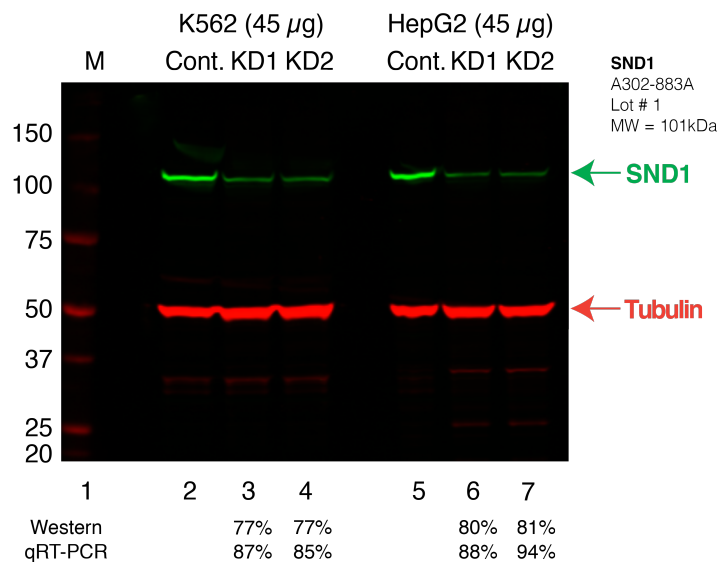 K562 (45 µg) HepG2 (45 µg)
M Cont. KD1 KD2 Cont. KD1 KD2
SND1
A302-883A
Lot # 1
MW = 101kDa
150
100
75
50
37
25
20
SND1
Tubulin
1 2 3 4 5 6 7
Western 77% 77% 80% 81%
qRT-PCR 87% 85% 88% 94%